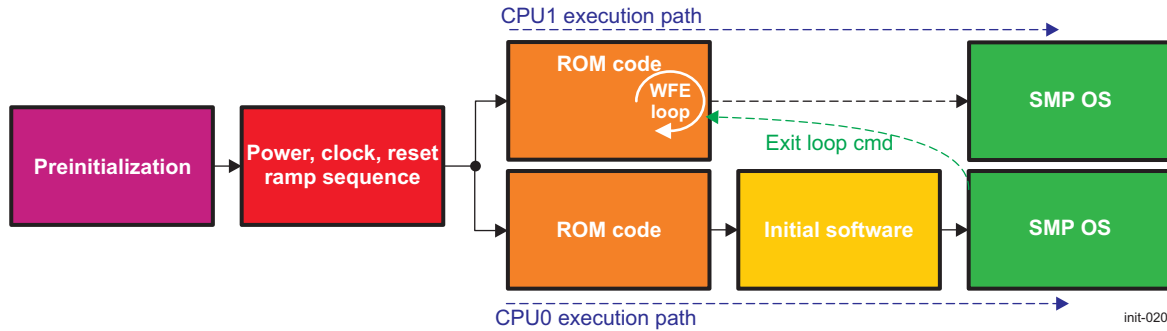 CPU1 execution path
ROM code
WFE
loop
SMP OS
Exit loop cmd
Preinitialization
Power, clock, reset
ramp sequence
ROM code
Initial software
SMP OS
CPU0 execution path
init-020